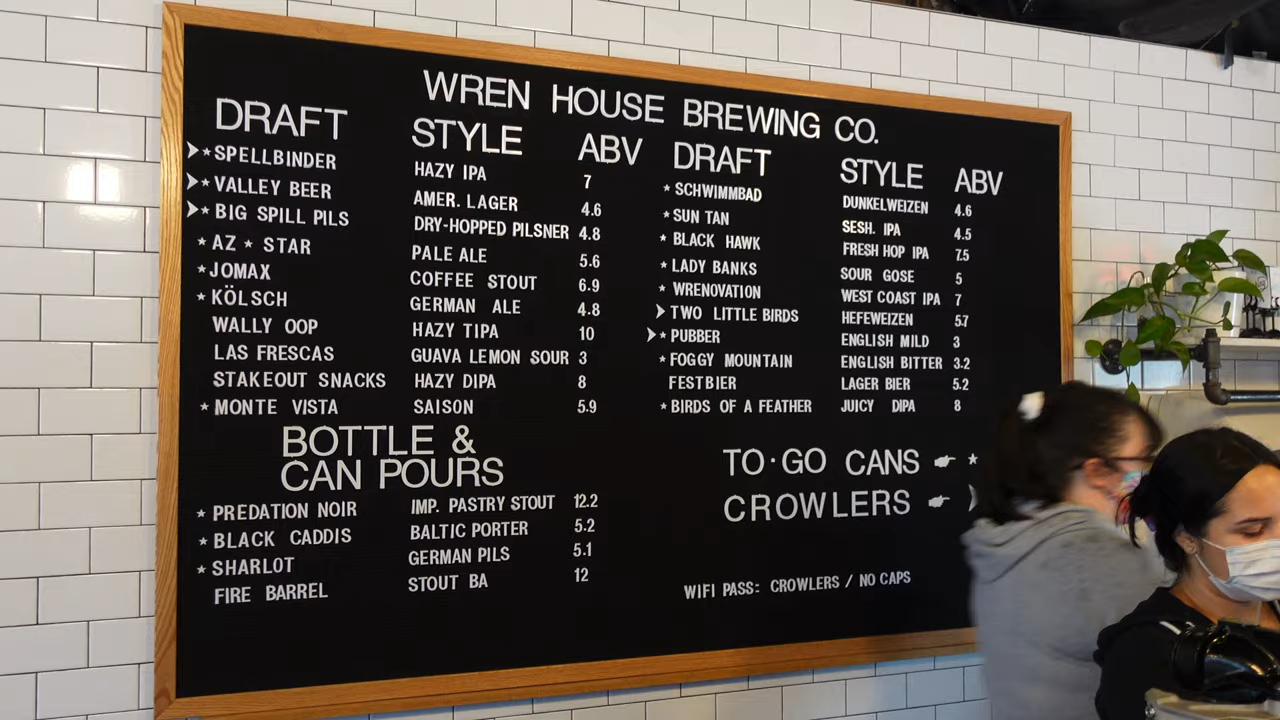 WREN HOUSE BREWING CO.
DRAFT STYLE ABV
SPELLBINDER HAZY IPA 7
VALLEY BEER AMER. LAGER 4.6
BIG SPILL PILS DRY-HOPPED PILSNER 4.8
AZ ★ STAR PALE ALE 5.6
JOMAX COFFEE STOUT 6.9
KÖLSCH GERMAN ALE 4.8
WALLY OOP HAZY TIPA 10
LAS FRESCAS GUAVA LEMON SOUR 3
STAKEOUT SNACKS HAZY DIPA 8
MONTE VISTA SAISON 5.9
BOTTLE &
CAN POURS
PREDATION NOIR IMP. PASTRY STOUT 12.2
BLACK CADDIS BALTIC PORTER 5.2
SHARLOT GERMAN PILS 5.1
FIRE BARREL STOUT BA 12
DRAFT STYLE ABV
SCHWIMMBAD DUNKELWEIZEN 4.6
SUN TAN SESH. IPA 4.5
BLACK HAWK FRESH HOP IPA 7.5
LADY BANKS SOUR GOSE 5
WRENOVATION WEST COAST IPA 7
TWO LITTLE BIRDS HEFEWEIZEN 5.7
PUBBER ENGLISH MILD 3
FOGGY MOUNTAIN ENGLISH BITTER 3.2
FESTBIER LAGER BIER 5.2
BIRDS OF A FEATHER JUICY DIPA 8
TO·GO CANS ☛ ★
CROWLERS ☛
WIFI PASS: CROWLERS / NO CAPS